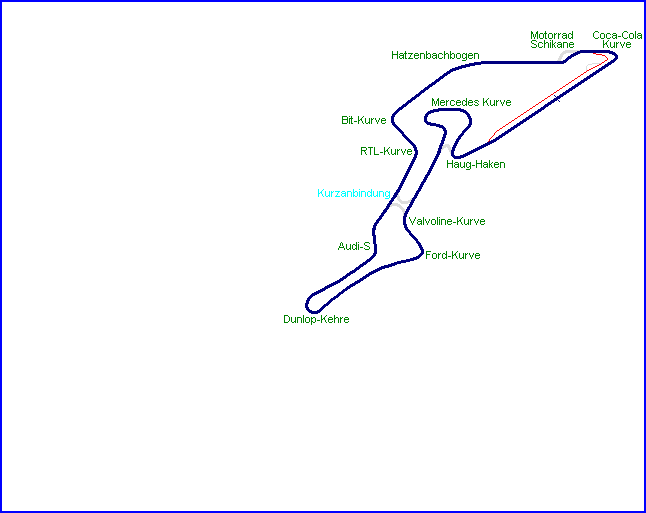 Motorrad
Schikane
Coca-Cola
Kurve
Hatzenbachbogen
Mercedes Kurve
Bit-Kurve
RTL-Kurve
Haug-Haken
Kurzanbindung
Valvoline-Kurve
Audi-S
Ford-Kurve
Dunlop-Kehre